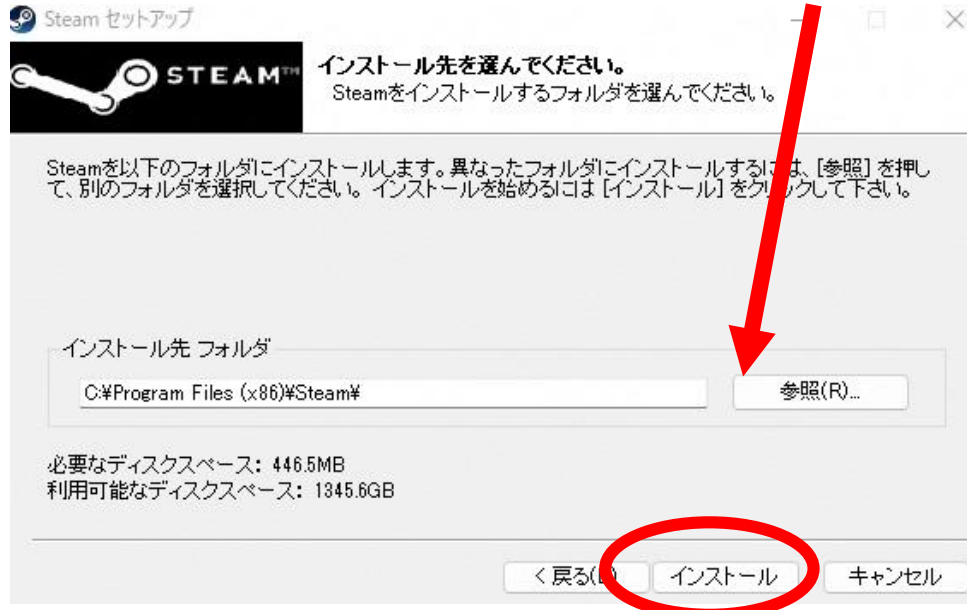 Steam セットアップ
STEAM™
インストール先を選んでください。
Steamをインストールするフォルダを選んでください。
Steamを以下のフォルダにインストールします。異なったフォルダにインストールするには、[参照] を押し
て、別のフォルダを選択してください。 インストールを始めるには [インストール] をクリックして下さい。
インストール先 フォルダ
C:¥Program Files (x86)¥Steam¥
参照(R)...
必要なディスクスペース: 446.5MB
利用可能なディスクスペース: 1345.6GB
< 戻る(
インストール
キャンセル